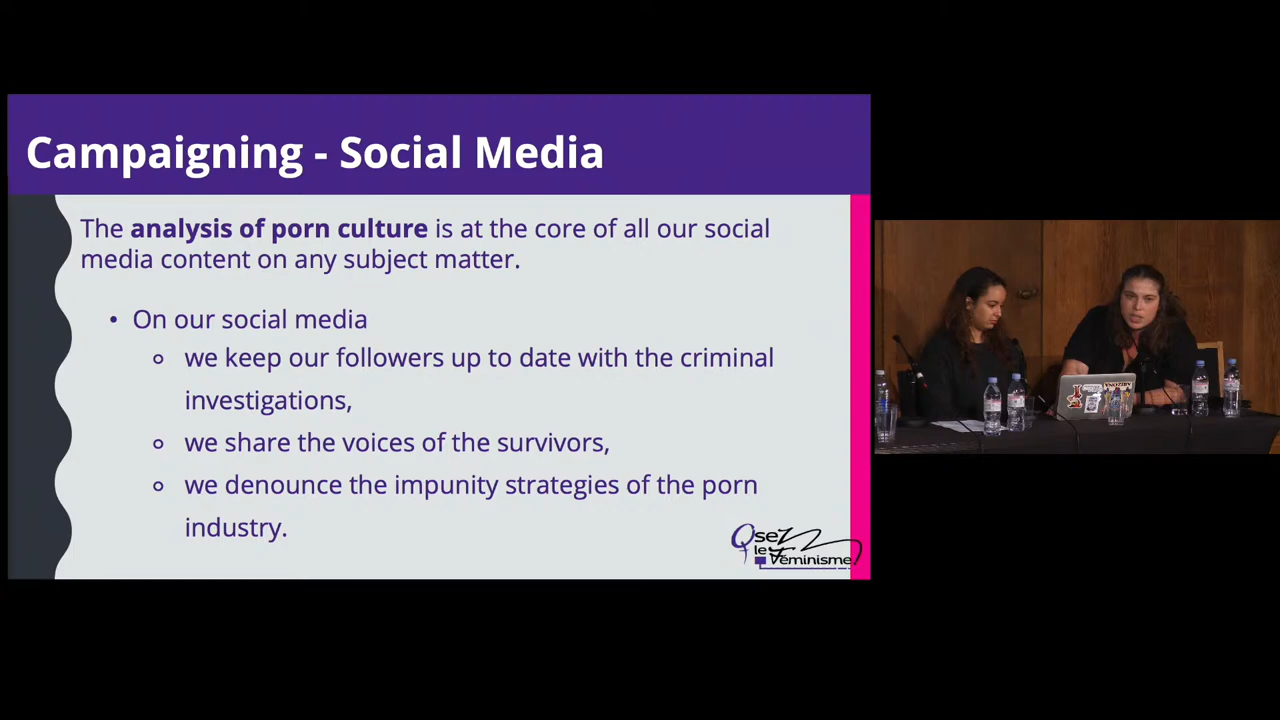 Campaigning - Social Media
The analysis of porn culture is at the core of all our social
media content on any subject matter.
• On our social media
we keep our followers up to date with the criminal
investigations,
we share the voices of the survivors,
we denounce the impunity strategies of the porn
industry.
Osez
le
Féminisme